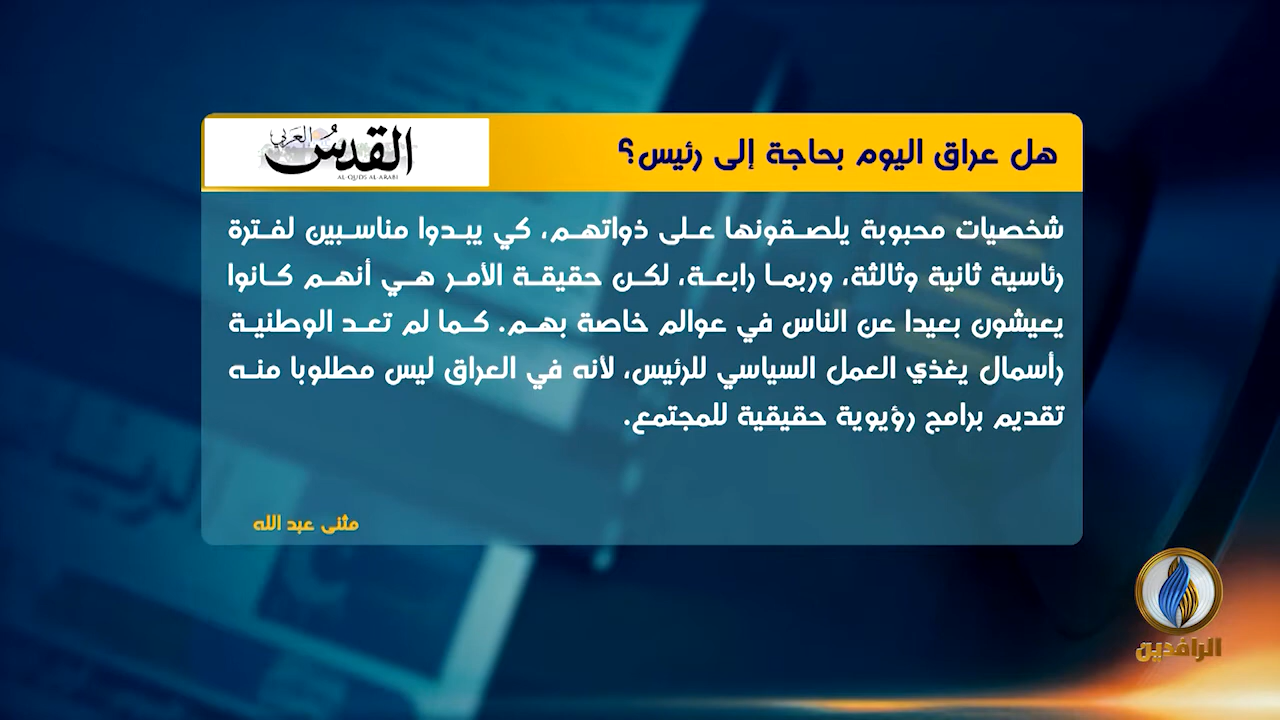 هل عراق اليوم بحاجة إلى رئيس؟
القدس العربي
AL QUDS AL ARABI
شخصيات محبوبة يلصقونها على ذواتهم، كي يبدوا مناسبين لفترة
رئاسية ثانية وثالثة، وربما رابعة، لكن حقيقة الأمر هي أنهم كانوا
يعيشون بعيدا عن الناس في عوالم خاصة بهم. كما لم تعد الوطنية
رأسمال يغذي العمل السياسي للرئيس، لأنه في العراق ليس مطلوبا منه
تقديم برامج رؤيوية حقيقية للمجتمع.
مثنى عبد الله
الرافدين